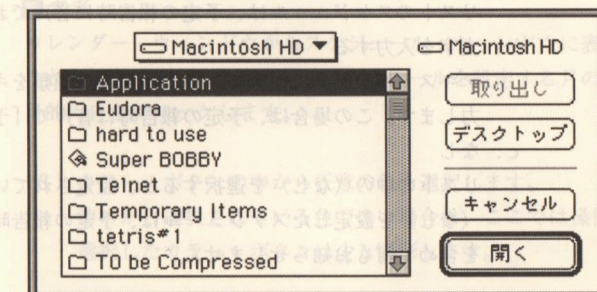 Macintosh HD
Macintosh HD
Application
Eudora
hard to use
Super BOBBY
Telnet
Temporary Items
tetris#1
TO be Compressed
取り出し
デスクトップ
キャンセル
開く